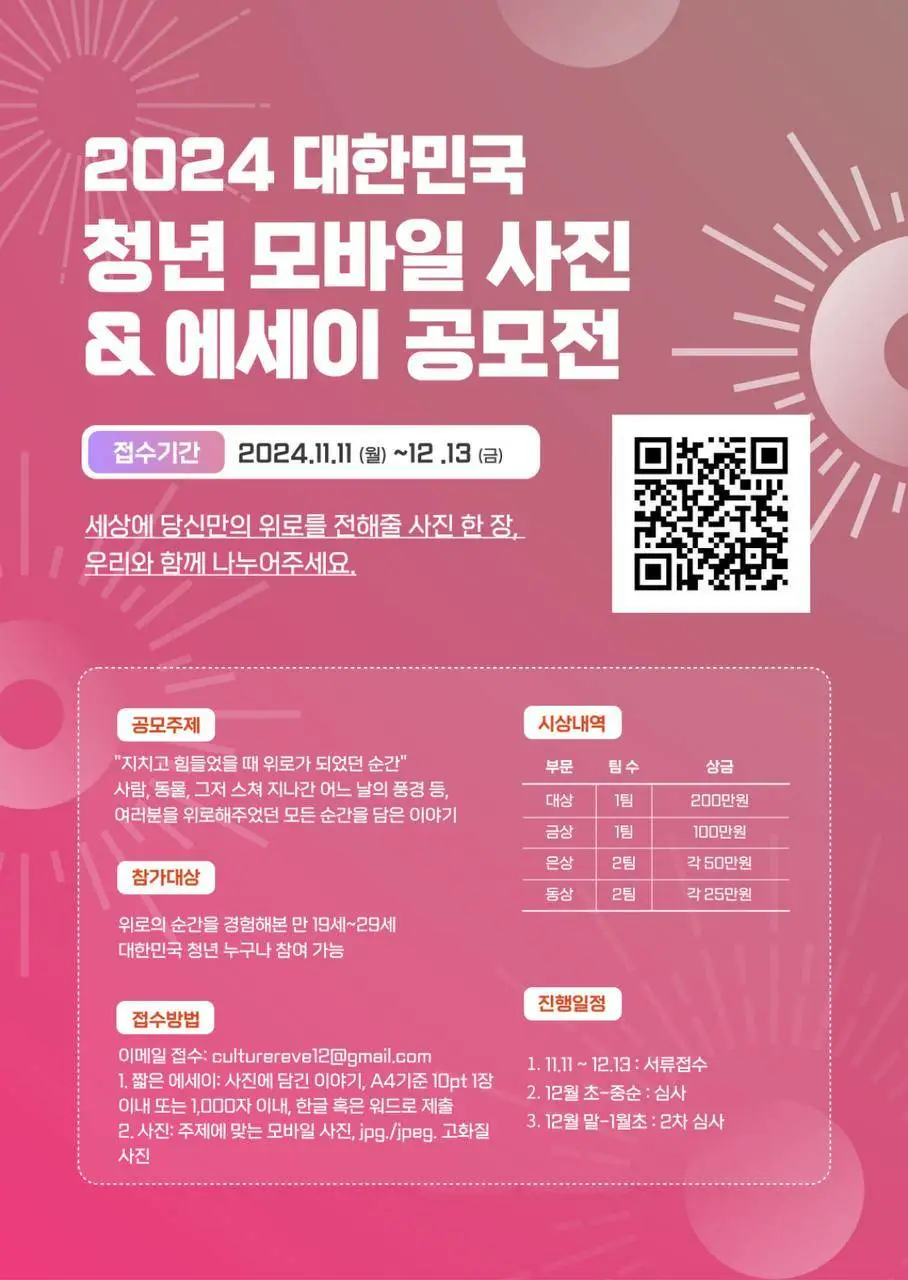 2024 대한민국
청년 모바일 사진
& 에세이 공모전
접수기간 2024.11.11 (월) ~12 .13 (금)
세상에 당신만의 위로를 전해줄 사진 한 장,
우리와 함께 나누어주세요.
공모주제
"지치고 힘들었을 때 위로가 되었던 순간"
사람, 동물, 그저 스쳐 지나간 어느 날의 풍경 등,
여러분을 위로해주었던 모든 순간을 담은 이야기
참가대상
위로의 순간을 경험해본 만 19세~29세
대한민국 청년 누구나 참여 가능
접수방법
이메일 접수: culturereve12@gmail.com
1. 짧은 에세이: 사진에 담긴 이야기, A4기준 10pt 1장
이내 또는 1,000자 이내, 한글 혹은 워드로 제출
2. 사진: 주제에 맞는 모바일 사진, jpg./jpeg. 고화질
사진
시상내역
부문 팀 수 상금
대상 1팀 200만원
금상 1팀 100만원
은상 2팀 각 50만원
동상 2팀 각 25만원
진행일정
1. 11.11 ~ 12.13 : 서류접수
2. 12월 초-중순 : 심사
3. 12월 말-1월초 : 2차 심사